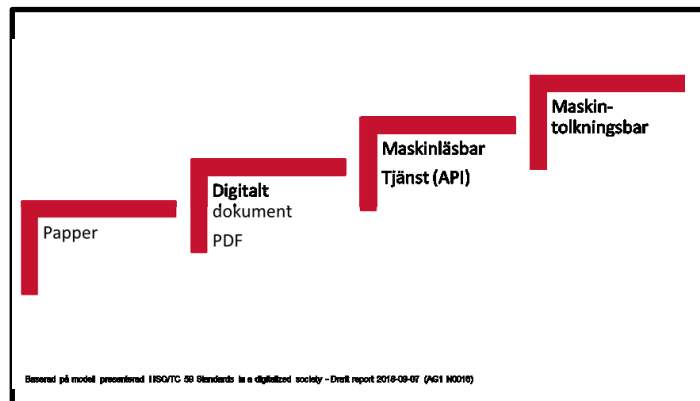 Maskin-
tolkningsbar
Maskinläsbar
Tjänst (API)
Digitalt
dokument
PDF
Papper
Baserad på modell presenterad i ISO/TC 59 Standards in a digitalized society - Draft report 2018-09-07 (AG1 N0016)